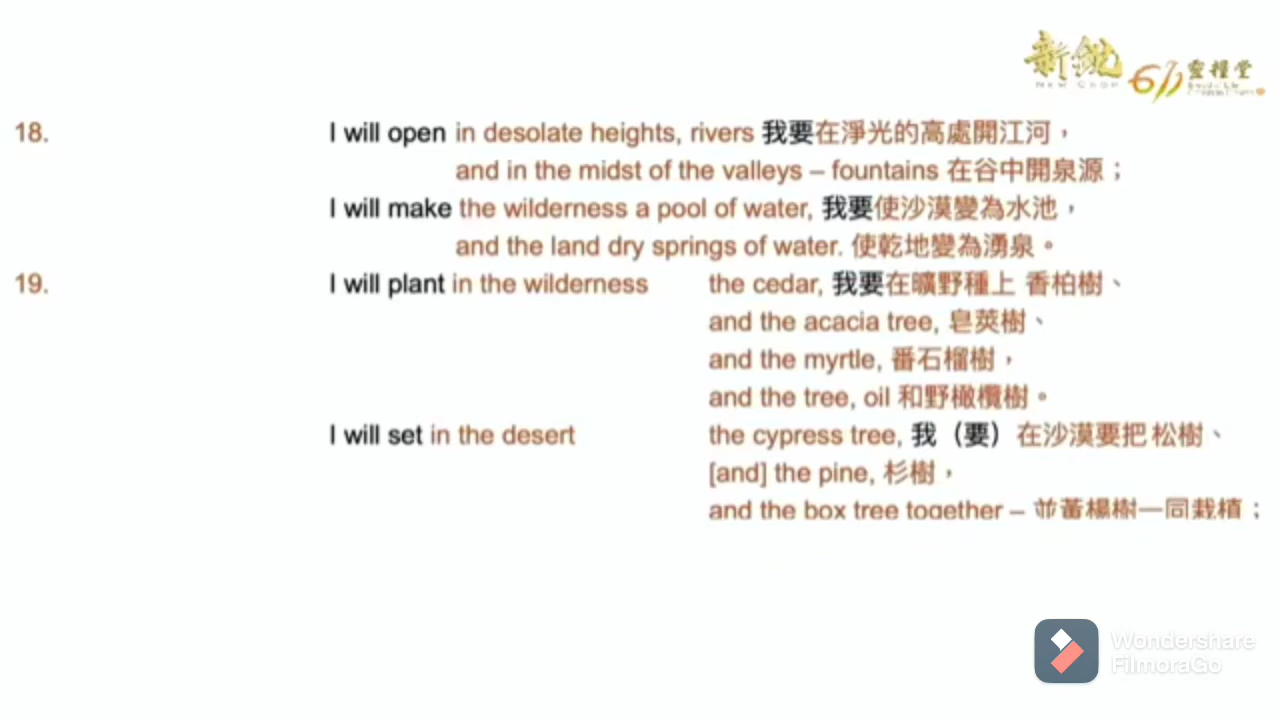 新銳
NEW CROP
611 靈糧堂
18. I will open in desolate heights, rivers 我要在淨光的高處開江河，
and in the midst of the valleys – fountains 在谷中開泉源；
I will make the wilderness a pool of water, 我要使沙漠變為水池，
and the land dry springs of water. 使乾地變為湧泉。
19. I will plant in the wilderness the cedar, 我要在曠野種上 香柏樹、
and the acacia tree, 皂莢樹、
and the myrtle, 番石榴樹，
and the tree, oil 和野橄欖樹。
I will set in the desert the cypress tree, 我（要）在沙漠要把 松樹、
[and] the pine, 杉樹，
and the box tree together – 並黃楊樹一同栽植；
Wondershare
FilmoraGo